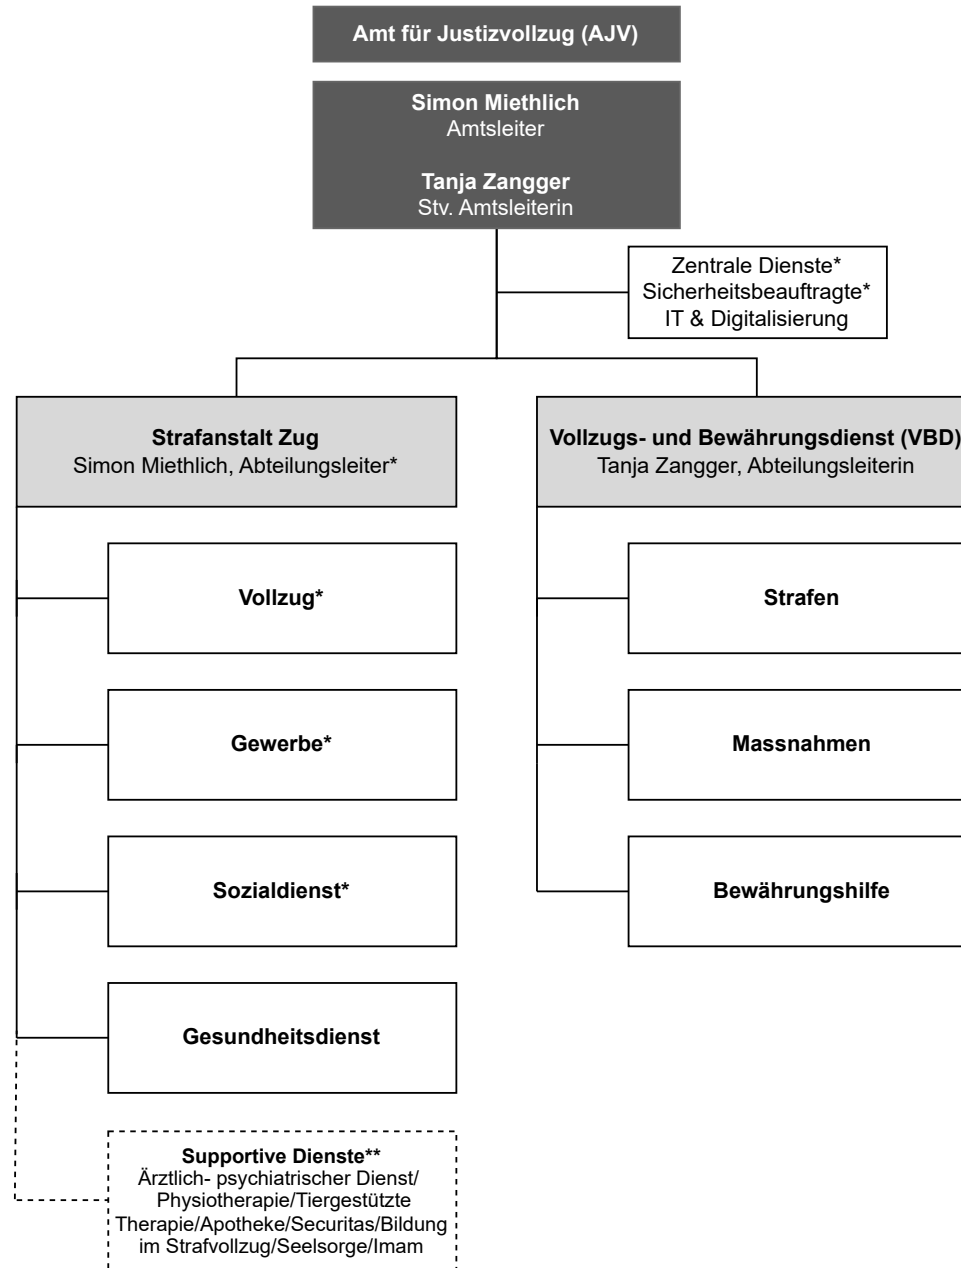 Amt für Justizvollzug (AJV)
Simon Miethlich
Amtsleiter
Tanja Zangger
Stv. Amtsleiterin
Zentrale Dienste*
Sicherheitsbeauftragte*
IT & Digitalisierung
Strafanstalt Zug
Simon Miethlich, Abteilungsleiter*
Vollzugs- und Bewährungsdienst (VBD)
Tanja Zangger, Abteilungsleiterin
Vollzug*
Strafen
Gewerbe*
Massnahmen
Sozialdienst*
Bewährungshilfe
Gesundheitsdienst
Supportive Dienste**
Ärztlich- psychiatrischer Dienst/
Physiotherapie/Tiergestützte
Therapie/Apotheke/Securitas/Bildung
im Strafvollzug/Seelsorge/Imam